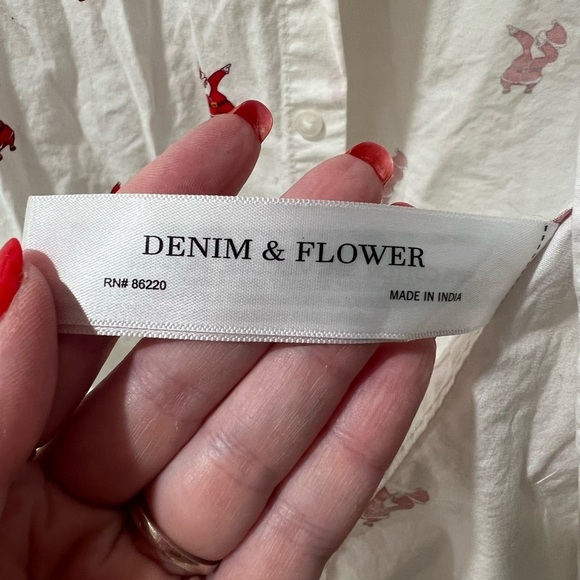 DENIM & FLOWER
RN# 86220
MADE IN INDIA